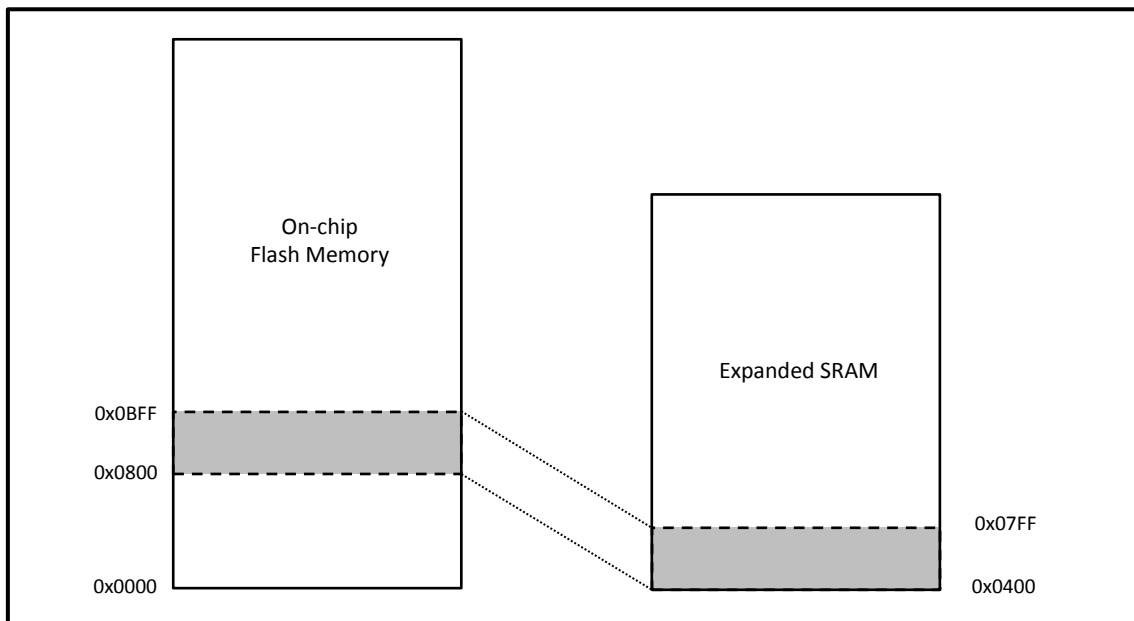 On-chip
Flash Memory
Expanded SRAM
0x0BFF
0x0800
0x07FF
0x0000
0x0400